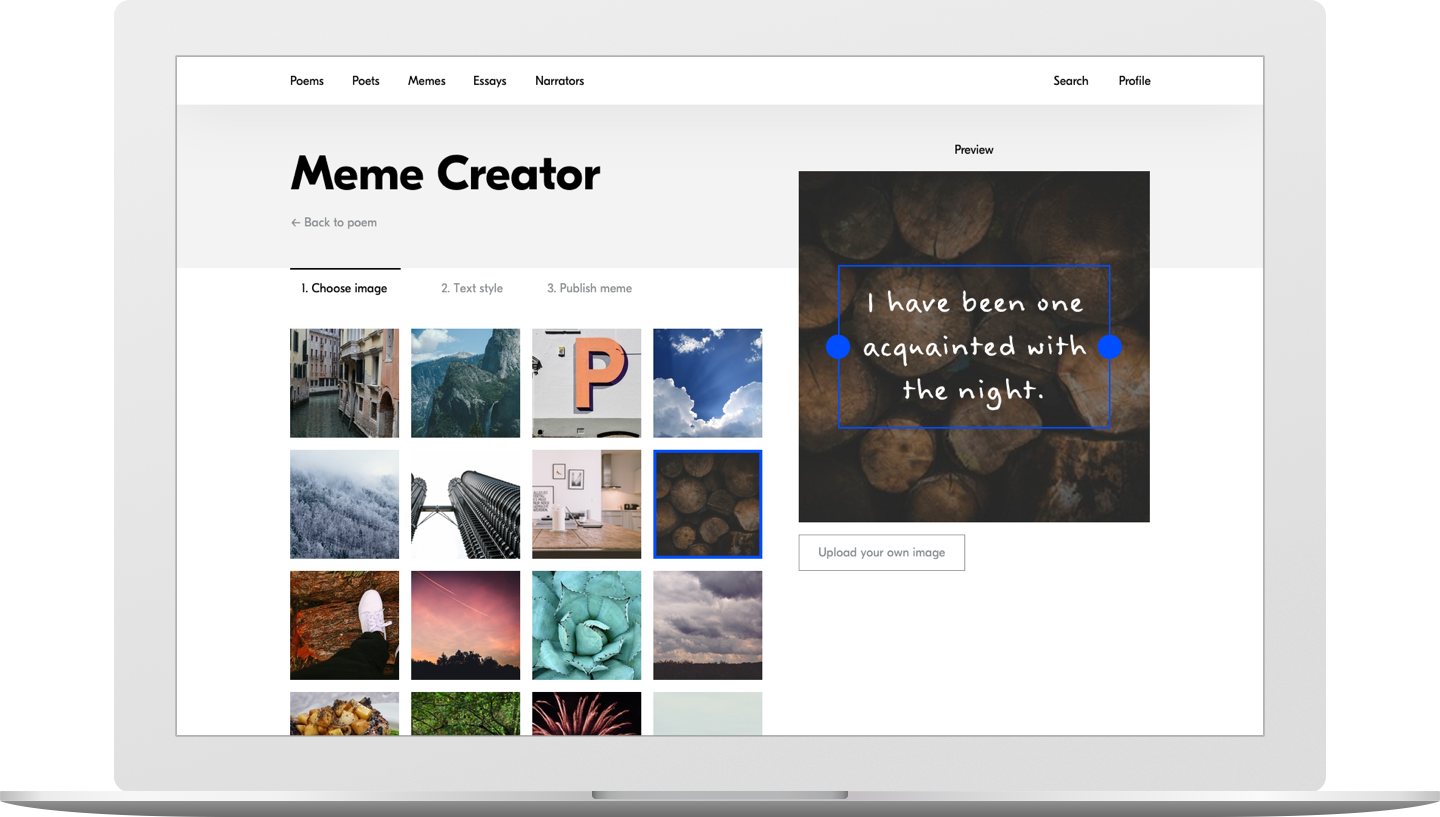 Poems Poets Memes Essays Narrators Search Profile
Meme Creator
← Back to poem
Preview
1. Choose image 2. Text style 3. Publish meme
P
I have been one
acquainted with
the night.
Upload your own image